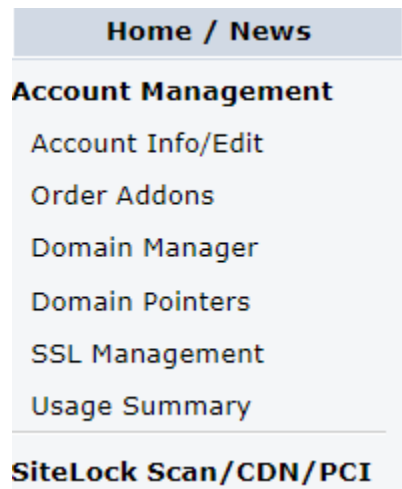 Home / News
Account Management
Account Info/Edit
Order Addons
Domain Manager
Domain Pointers
SSL Management
Usage Summary
SiteLock Scan/CDN/PCI